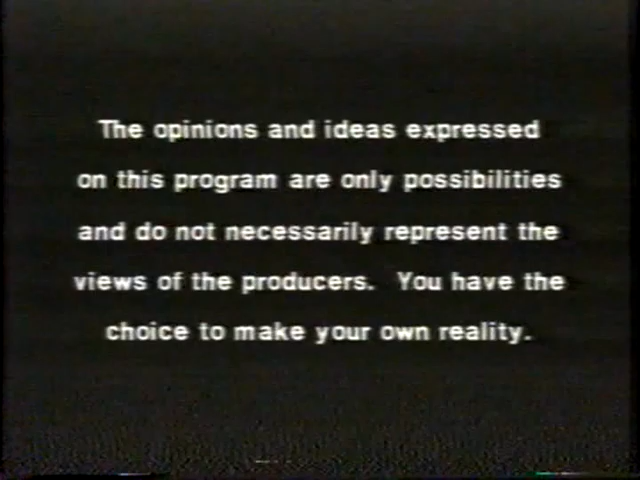 The opinions and ideas expressed
on this program are only possibilities
and do not necessarily represent the
views of the producers. You have the
choice to make your own reality.